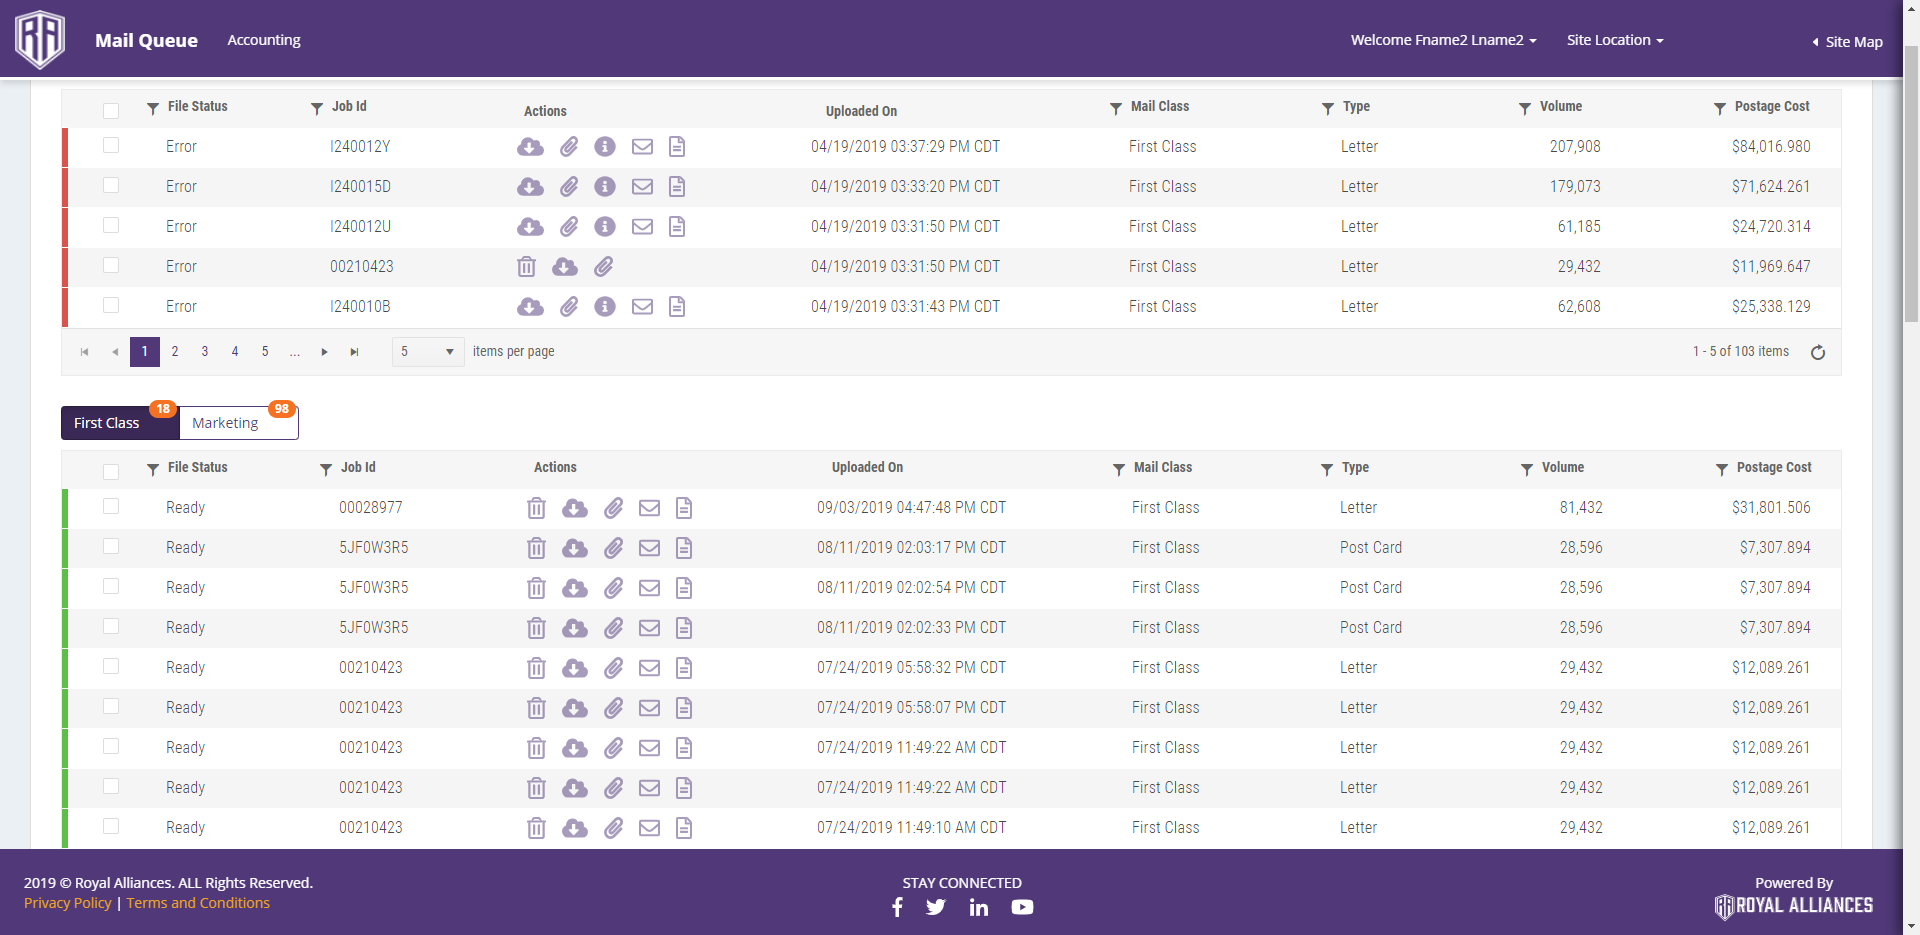 RA Mail Queue Accounting Welcome Fname2 Lname2 Site Location Site Map
File Status Job Id Actions Uploaded On Mail Class Type Volume Postage Cost
Error I240012Y 04/19/2019 03:37:29 PM CDT First Class Letter 207,908 $84,016.980
Error I240015D 04/19/2019 03:33:20 PM CDT First Class Letter 179,073 $71,624.261
Error I240012U 04/19/2019 03:31:50 PM CDT First Class Letter 61,185 $24,720.314
Error 00210423 04/19/2019 03:31:50 PM CDT First Class Letter 29,432 $11,969.647
Error I240010B 04/19/2019 03:31:43 PM CDT First Class Letter 62,608 $25,338.129
1 2 3 4 5 ... 5 items per page 1 - 5 of 103 items
First Class 18 Marketing 98
File Status Job Id Actions Uploaded On Mail Class Type Volume Postage Cost
Ready 00028977 09/03/2019 04:47:48 PM CDT First Class Letter 81,432 $31,801.506
Ready 5JF0W3R5 08/11/2019 02:03:17 PM CDT First Class Post Card 28,596 $7,307.894
Ready 5JF0W3R5 08/11/2019 02:02:54 PM CDT First Class Post Card 28,596 $7,307.894
Ready 5JF0W3R5 08/11/2019 02:02:33 PM CDT First Class Post Card 28,596 $7,307.894
Ready 00210423 07/24/2019 05:58:32 PM CDT First Class Letter 29,432 $12,089.261
Ready 00210423 07/24/2019 05:58:07 PM CDT First Class Letter 29,432 $12,089.261
Ready 00210423 07/24/2019 11:49:22 AM CDT First Class Letter 29,432 $12,089.261
Ready 00210423 07/24/2019 11:49:22 AM CDT First Class Letter 29,432 $12,089.261
Ready 00210423 07/24/2019 11:49:10 AM CDT First Class Letter 29,432 $12,089.261
2019 © Royal Alliances. ALL Rights Reserved. STAY CONNECTED Powered By
Privacy Policy | Terms and Conditions RA ROYAL ALLIANCES